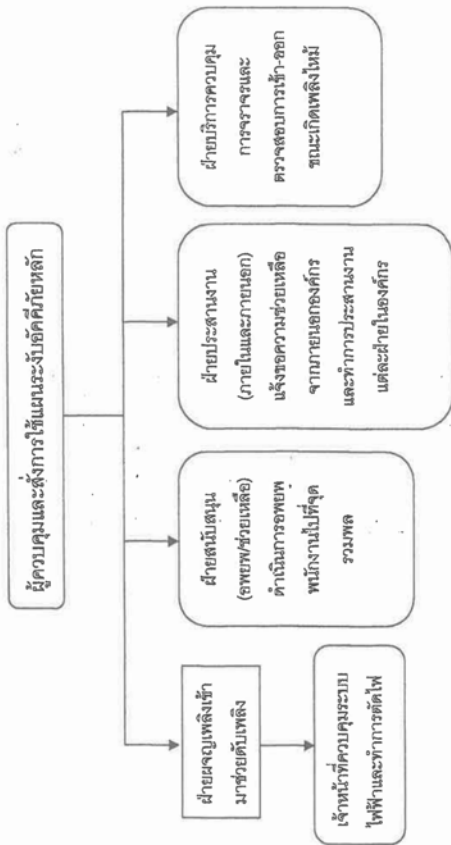 ผู้ควบคุมและสั่งการใช้แผนระงับอัคคีภัยหลัก
ฝ่ายผจญเพลิงเข้า
มาช่วยดับเพลิง
เจ้าหน้าที่ควบคุมระบบ
ไฟฟ้าและทำการตัดไฟ
ฝ่ายสนับสนุน
(อพยพ/ช่วยเหลือ)
ดำเนินการอพยพ
พนักงานไปที่จุด
รวมพล
ฝ่ายประสานงาน
(ภายในและภายนอก)
แจ้งขอความช่วยเหลือ
จากภายนอกองค์กร
และทำการประสานงาน
แต่ละฝ่ายในองค์กร
ฝ่ายบริการควบคุม
การจราจรและ
ตรวจสอบการเข้า-ออก
ขณะเกิดเพลิงไหม้